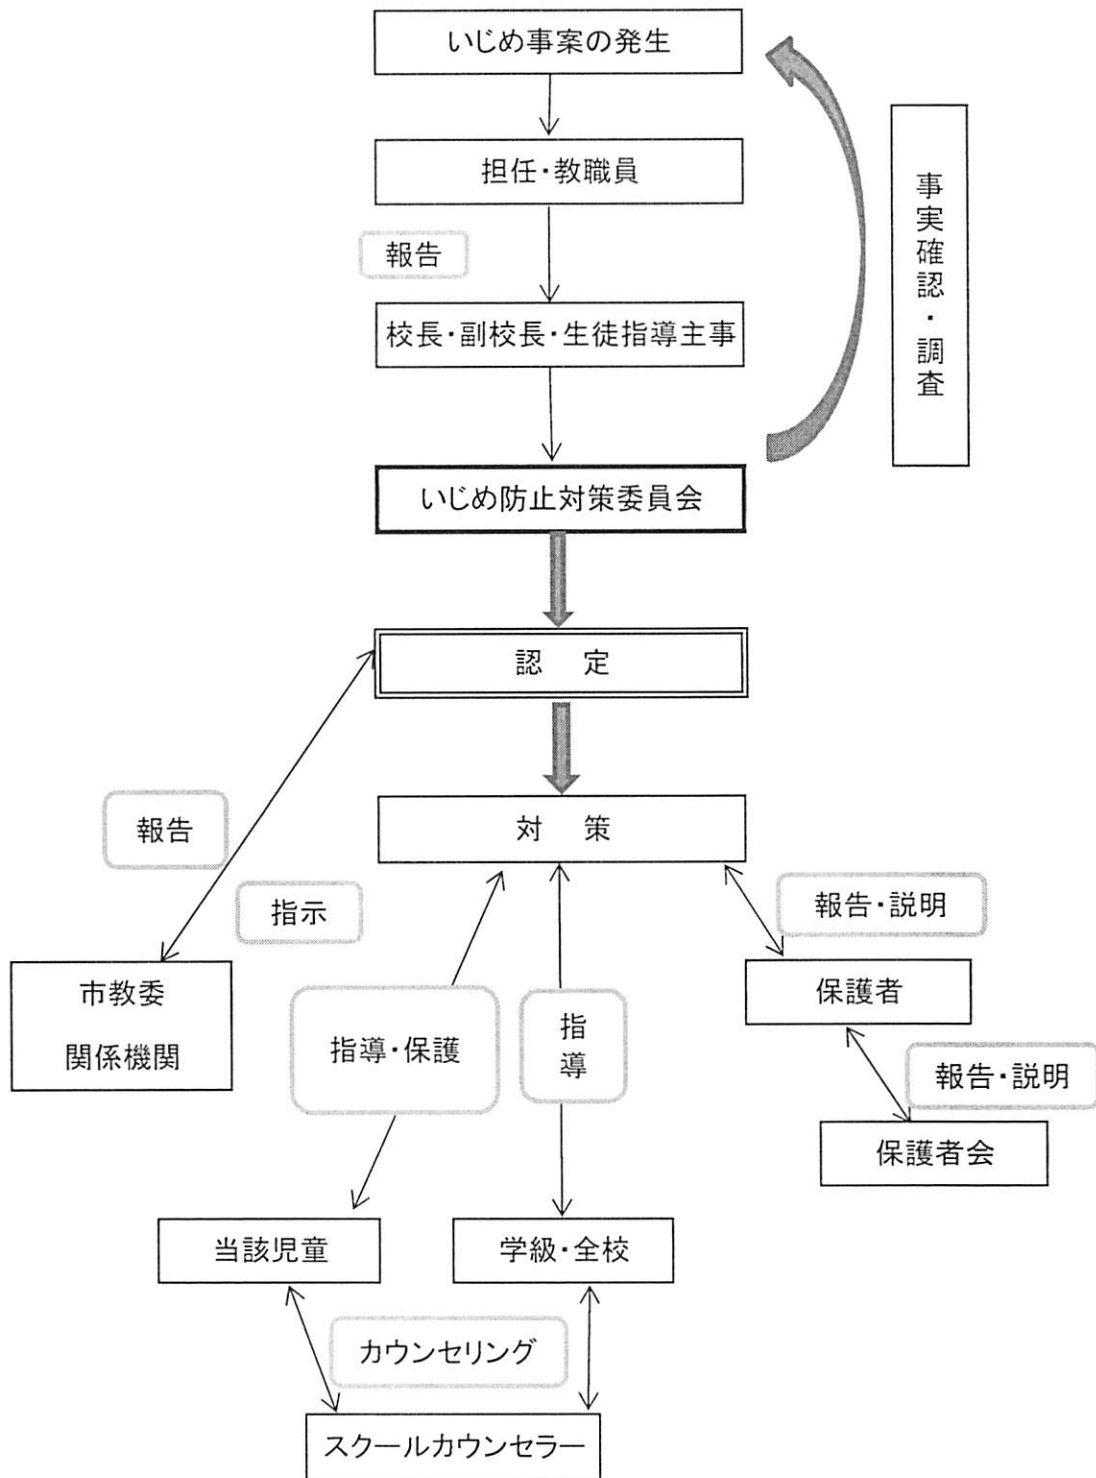 いじめ事案の発生
担任・教職員
報告
校長・副校長・生徒指導主事
事実確認・調査
いじめ防止対策委員会
認　定
対　策
報告
指示
報告・説明
市教委
関係機関
指導・保護
指導
保護者
報告・説明
保護者会
当該児童
学級・全校
カウンセリング
スクールカウンセラー